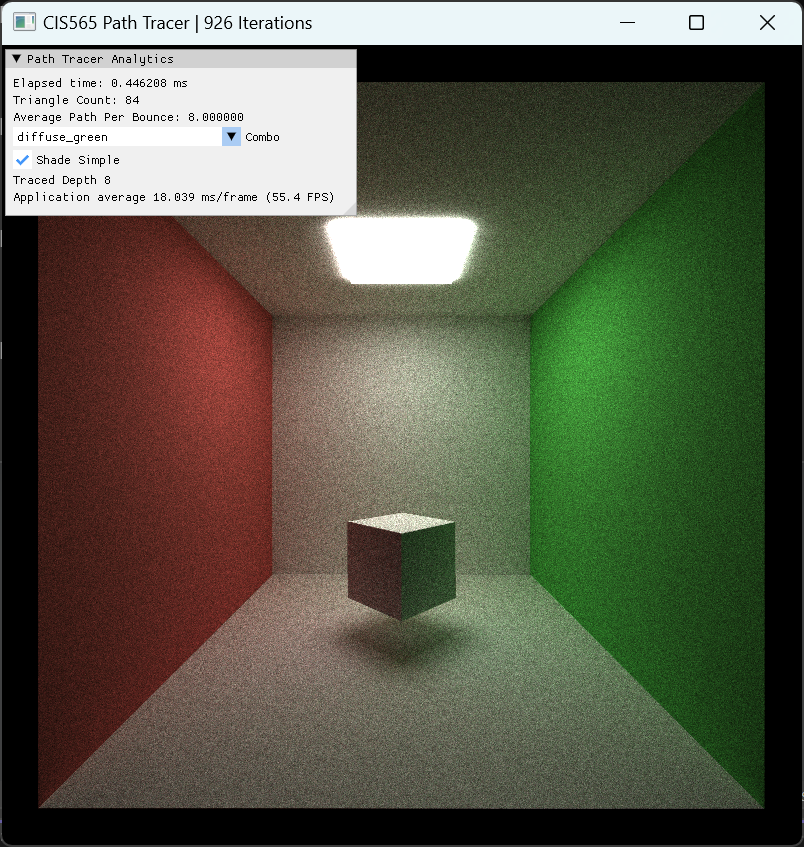 CIS565 Path Tracer | 926 Iterations
Path Tracer Analytics
Elapsed time: 0.446208 ms
Triangle Count: 84
Average Path Per Bounce: 8.000000
diffuse_green Combo
Shade Simple
Traced Depth 8
Application average 18.039 ms/frame (55.4 FPS)